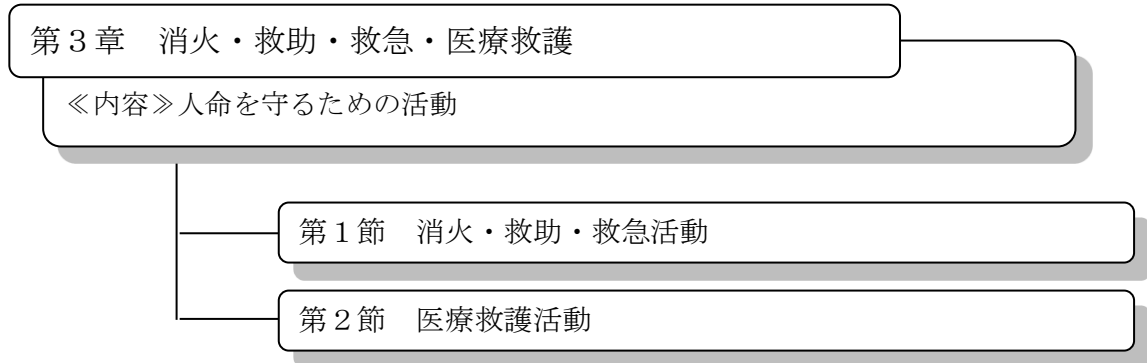 第３章　消火・救助・救急・医療救護
≪内容≫人命を守るための活動
第１節　消火・救助・救急活動
第２節　医療救護活動